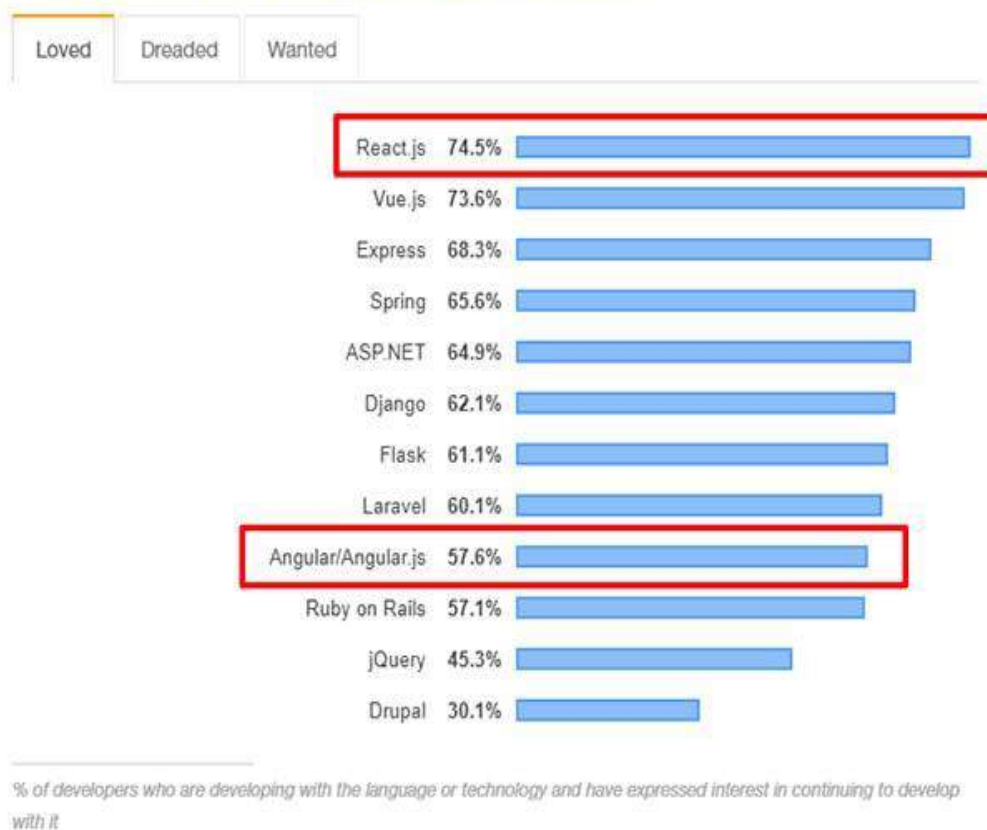 Loved Dreaded Wanted
React.js 74.5%
Vue.js 73.6%
Express 68.3%
Spring 65.6%
ASP.NET 64.9%
Django 62.1%
Flask 61.1%
Laravel 60.1%
Angular/Angular.js 57.6%
Ruby on Rails 57.1%
jQuery 45.3%
Drupal 30.1%
% of developers who are developing with the language or technology and have expressed interest in continuing to develop
with it